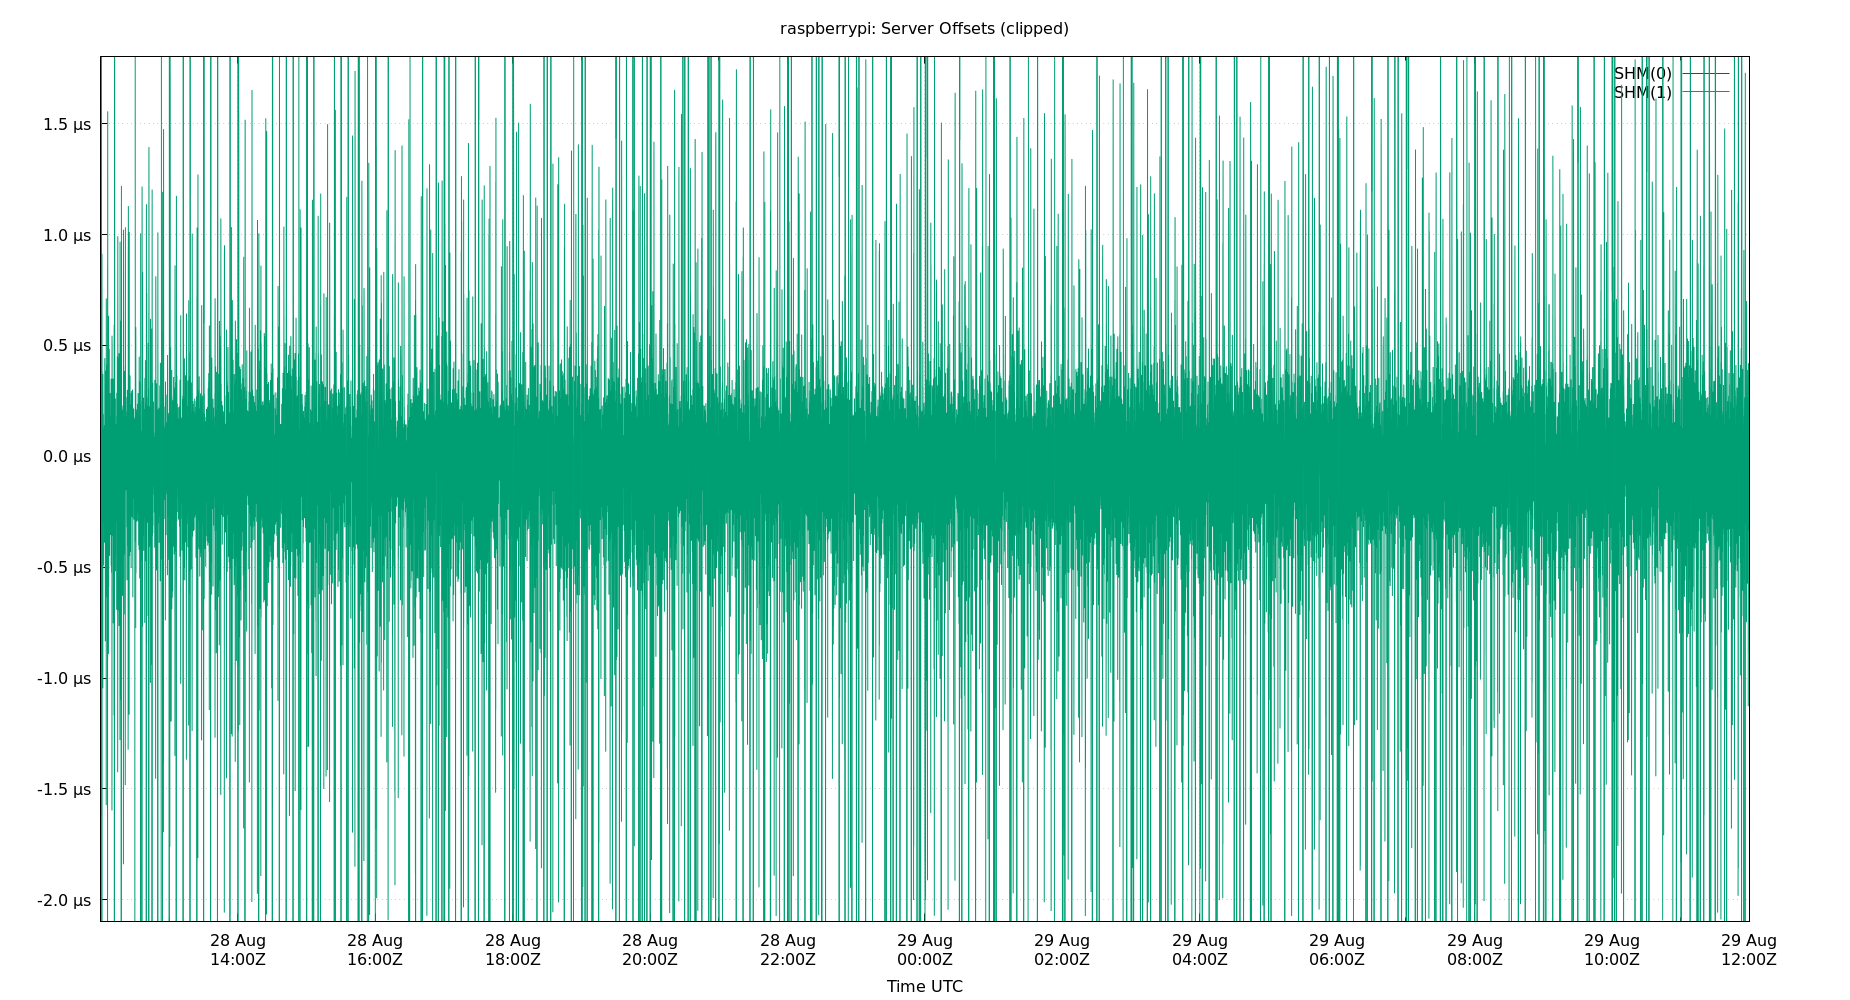 raspberrypi: Server Offsets (clipped)
SHM(0)
SHM(1)
1.5 µs
1.0 µs
0.5 µs
0.0 µs
-0.5 µs
-1.0 µs
-1.5 µs
-2.0 µs
28 Aug 28 Aug 28 Aug 28 Aug 28 Aug 29 Aug 29 Aug 29 Aug 29 Aug 29 Aug 29 Aug 29 Aug
14:00Z 16:00Z 18:00Z 20:00Z 22:00Z 00:00Z 02:00Z 04:00Z 06:00Z 08:00Z 10:00Z 12:00Z
Time UTC